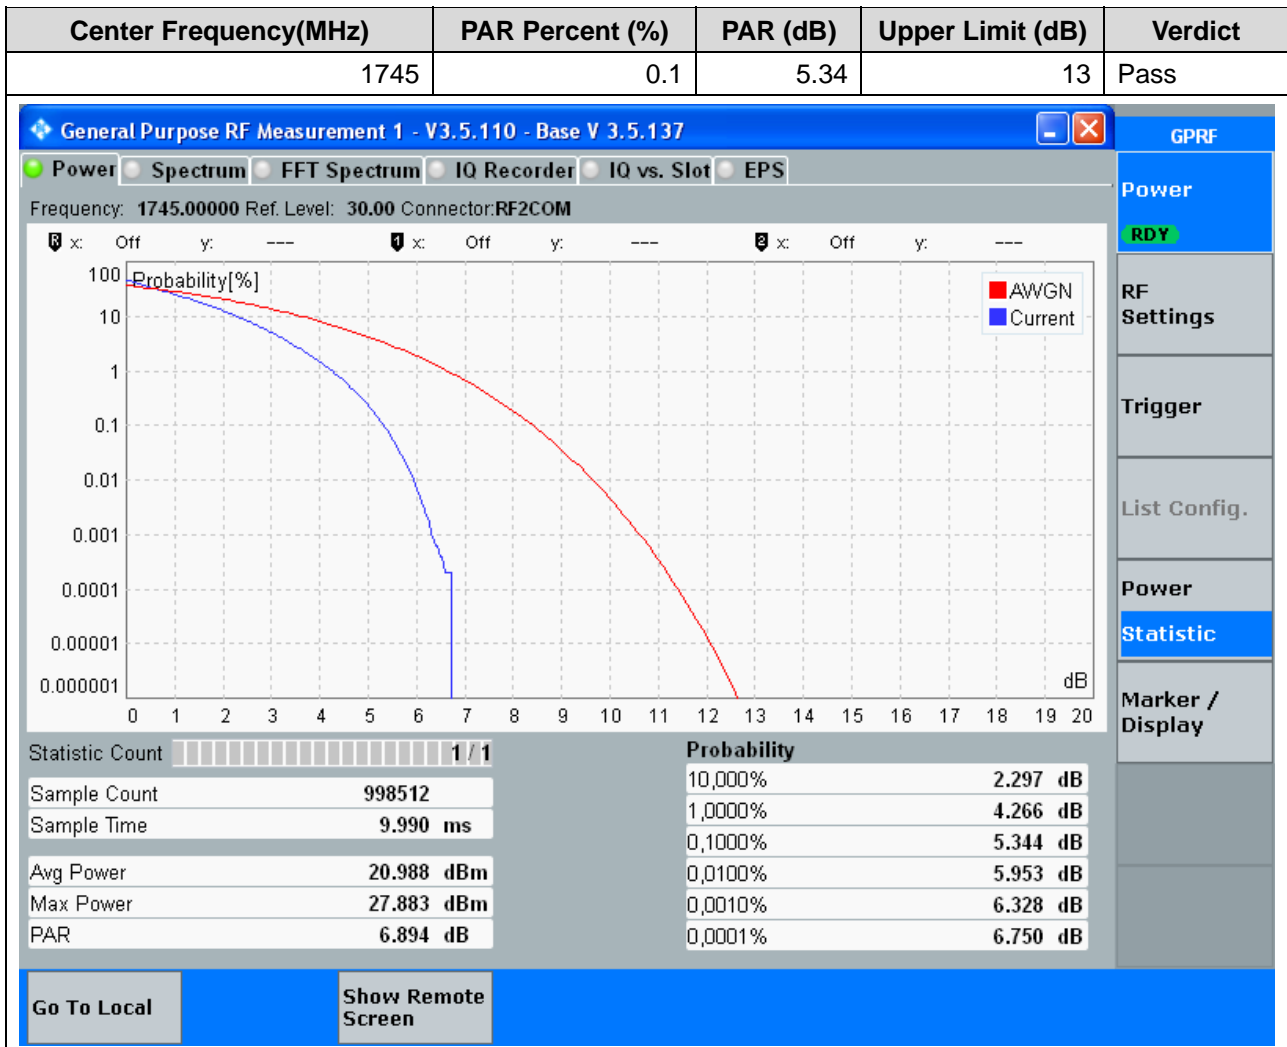 Center Frequency(MHz) PAR Percent (%) PAR (dB) Upper Limit (dB) Verdict
1745 0.1 5.34 13 Pass
General Purpose RF Measurement 1 - V3.5.110 - Base V 3.5.137
GPRF
Power Spectrum FFT Spectrum IQ Recorder IQ vs. Slot EPS
Power
RDY
Frequency: 1745.00000 Ref. Level: 30.00 Connector:RF2COM
R x: Off y: --- 1 x: Off y: --- 2 x: Off y: ---
Probability[%]
AWGN
Current
100
10
1
0.1
0.01
0.001
0.0001
0.00001
0.000001
dB
0 1 2 3 4 5 6 7 8 9 10 11 12 13 14 15 16 17 18 19 20
RF
Settings
Trigger
List Config.
Power
Statistic
Marker /
Display
Statistic Count 1 / 1
Sample Count 998512
Sample Time 9.990 ms
Avg Power 20.988 dBm
Max Power 27.883 dBm
PAR 6.894 dB
Probability
10,000% 2.297 dB
1,0000% 4.266 dB
0,1000% 5.344 dB
0,0100% 5.953 dB
0,0010% 6.328 dB
0,0001% 6.750 dB
Go To Local
Show Remote
Screen